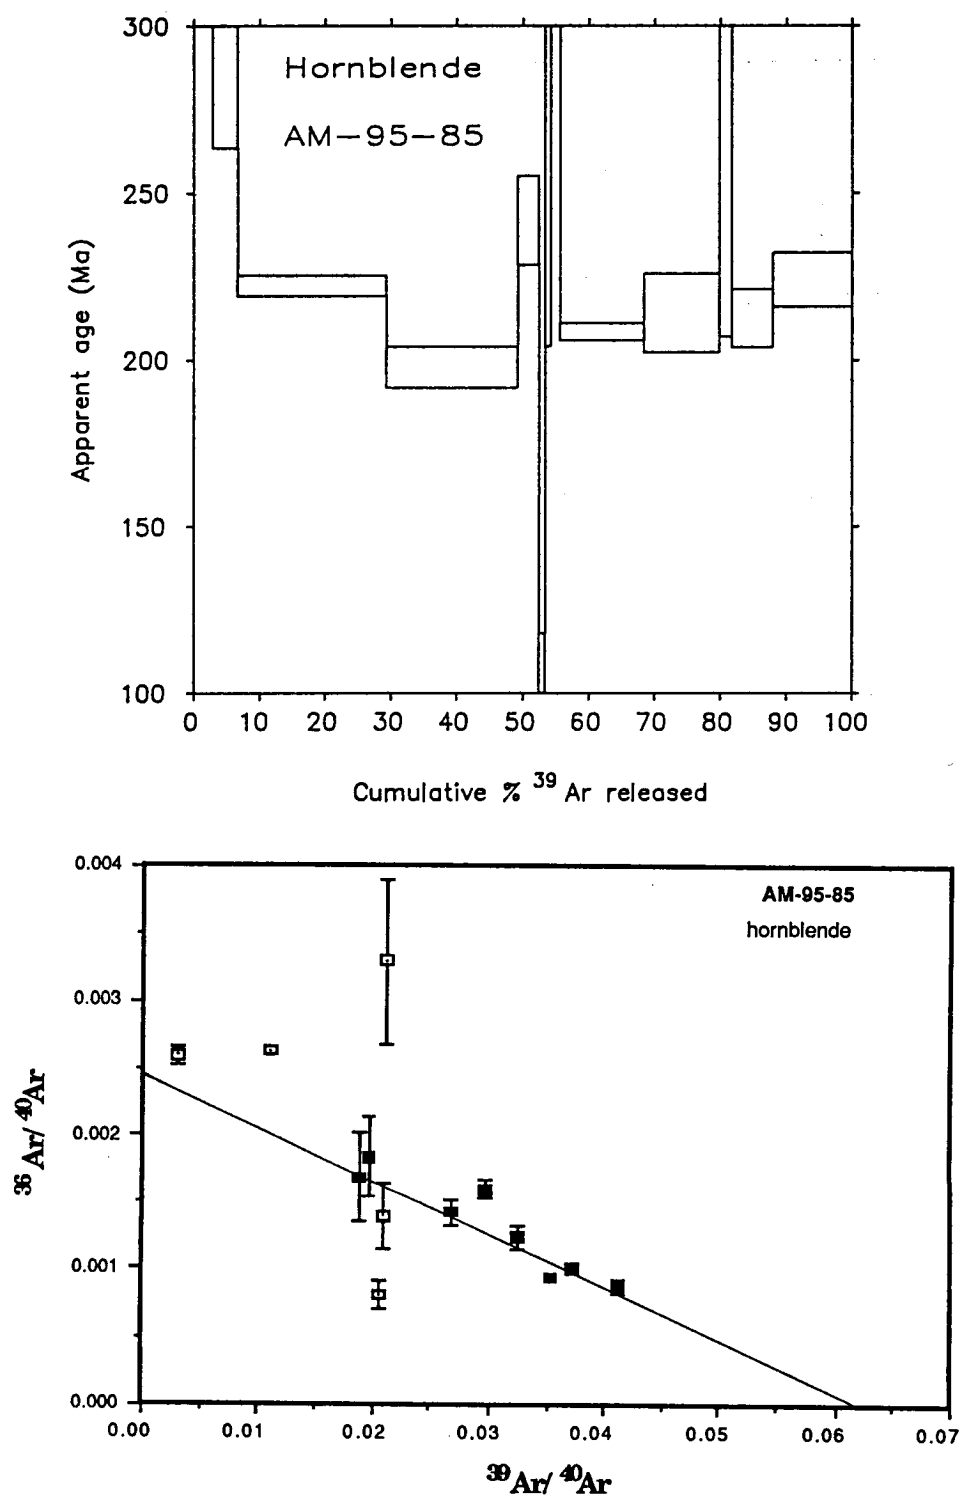 300
Hornblende
AM-95-85
250
200
150
100
Apparent age (Ma)
0 10 20 30 40 50 60 70 80 90 100
Cumulative % 39 Ar released
0.004
AM-95-85
hornblende
0.003
0.002
0.001
0.000
36 Ar/ 40Ar
0.00 0.01 0.02 0.03 0.04 0.05 0.06 0.07
39Ar/ 40Ar